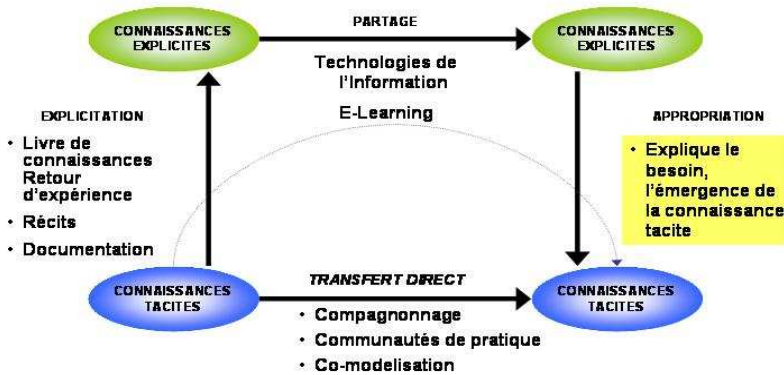 PARTAGE
CONNAISSANCES
EXPLICITES
CONNAISSANCES
EXPLICITES
Technologies de
l'Information
E-Learning
EXPLICITATION
• Livre de
connaissances
Retour
d'expérience
• Récits
• Documentation
APPROPRIATION
• Explique le
besoin,
l'émergence de
la connaissance
tacite
CONNAISSANCES
TACITES
TRANSFERT DIRECT
CONNAISSANCES
TACITES
• Compagnonnage
• Communautés de pratique
• Co-modelisation